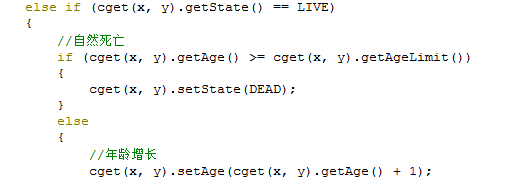 else if (cget(x, y).getState() == LIVE)
{
//自然死亡
if (cget(x, y).getAge() >= cget(x, y).getAgeLimit())
{
cget(x, y).setState(DEAD);
}
else
{
//年龄增长
cget(x, y).setAge(cget(x, y).getAge() + 1);